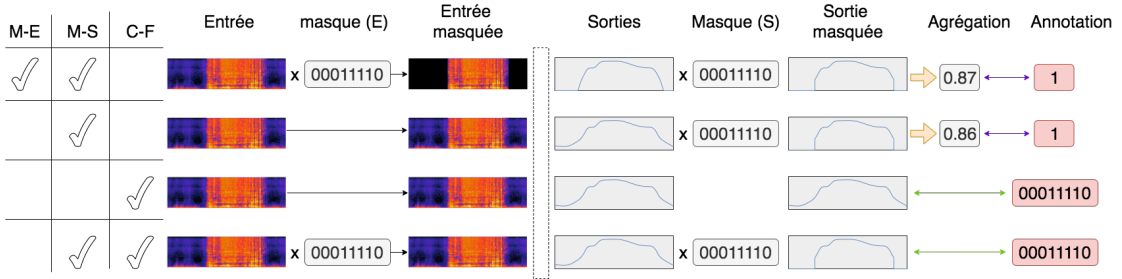 M-E M-S C-F Entrée masque (E) Entrée masquée Sorties Masque (S) Sortie masquée Agrégation Annotation
x 00011110 x 00011110 0.87 1
x 00011110 0.86 1
00011110
x 00011110 x 00011110 00011110